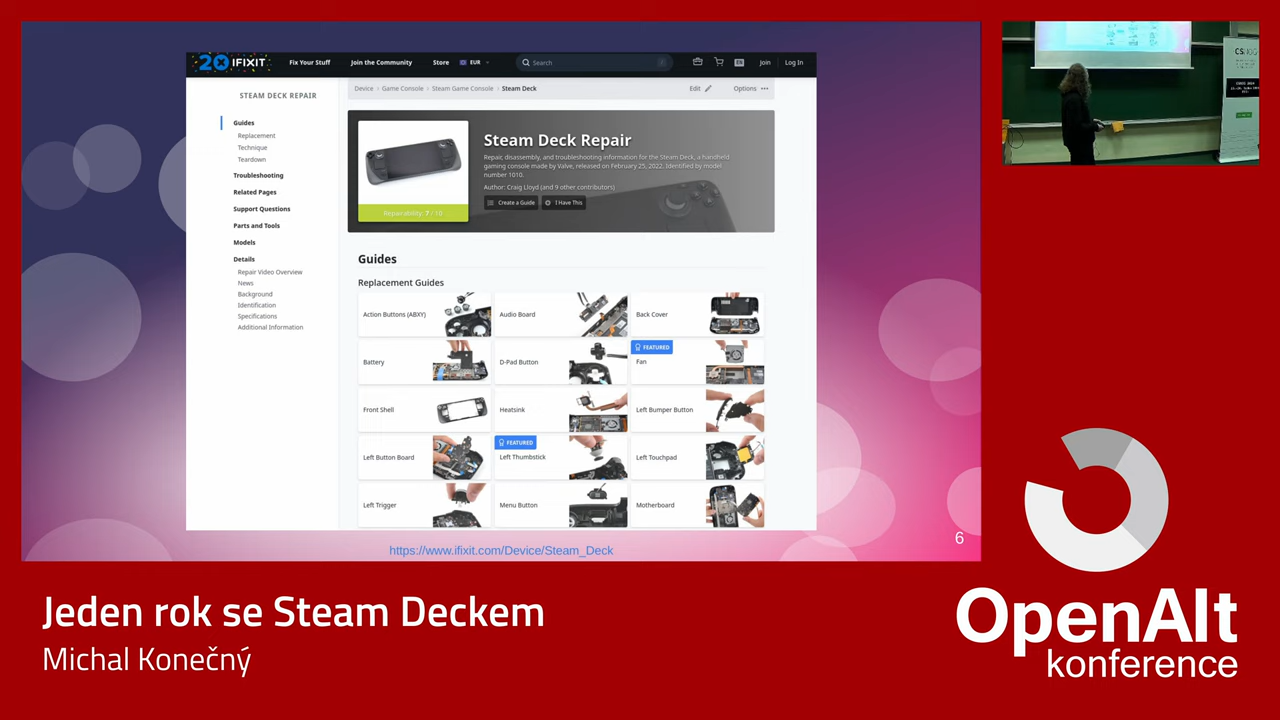 20 IFIXIT
Fix Your Stuff
Join the Community
Store
EUR
Search
EN
Join
Log In
STEAM DECK REPAIR
Guides
Replacement
Technique
Teardown
Troubleshooting
Related Pages
Support Questions
Parts and Tools
Models
Details
Repair Video Overview
News
Background
Identification
Specifications
Additional Information
Device › Game Console › Steam Game Console › Steam Deck
Edit
Options
Steam Deck Repair
Repair, disassembly, and troubleshooting information for the Steam Deck, a handheld
gaming console made by Valve, released on February 25, 2022. Identified by model
number 1010.
Author: Craig Lloyd (and 9 other contributors)
Create a Guide
I Have This
Repairability: 7 / 10
Guides
Replacement Guides
Action Buttons (ABXY)
Audio Board
Back Cover
Battery
D-Pad Button
FEATURED
Fan
Front Shell
Heatsink
Left Bumper Button
Left Button Board
FEATURED
Left Thumbstick
Left Touchpad
Left Trigger
Menu Button
Motherboard
https://www.ifixit.com/Device/Steam_Deck
6
Jeden rok se Steam Deckem
Michal Konečný
OpenAlt
konference